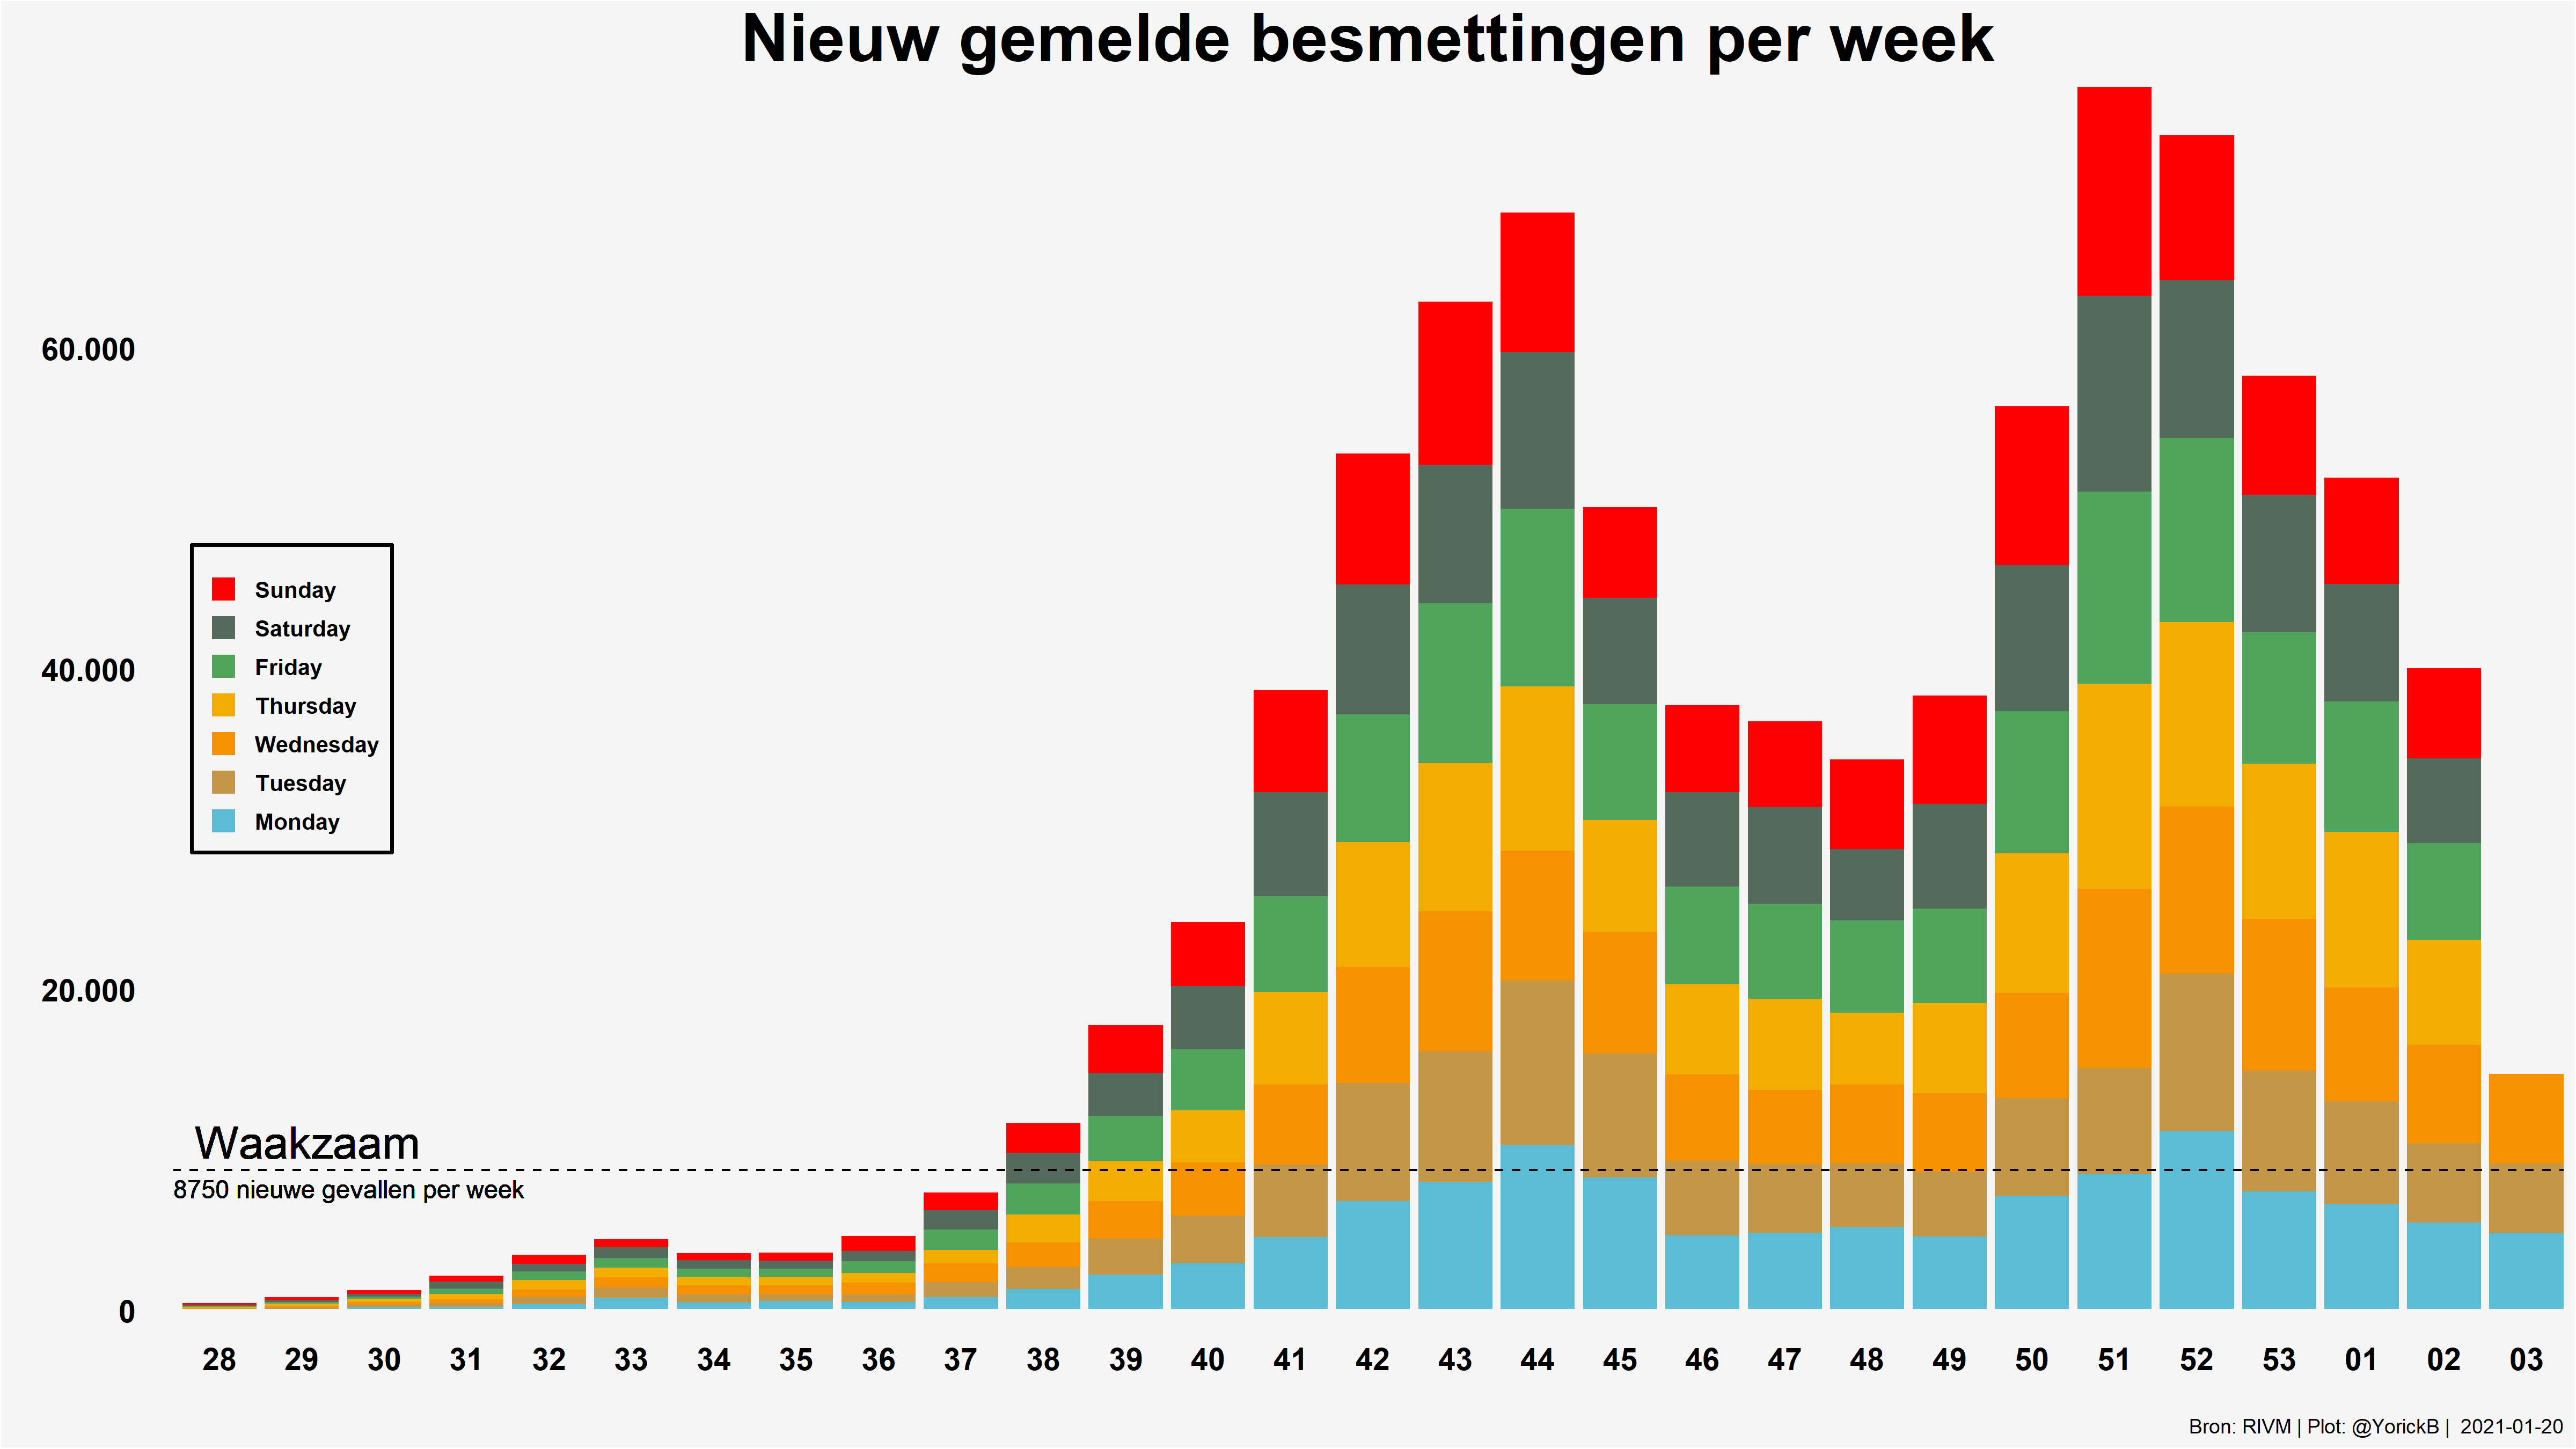 Nieuw gemelde besmettingen per week
60.000
40.000
20.000
0
Sunday
Saturday
Friday
Thursday
Wednesday
Tuesday
Monday
Waakzaam
8750 nieuwe gevallen per week
28 29 30 31 32 33 34 35 36 37 38 39 40 41 42 43 44 45 46 47 48 49 50 51 52 53 01 02 03
Bron: RIVM | Plot: @YorickB | 2021-01-20